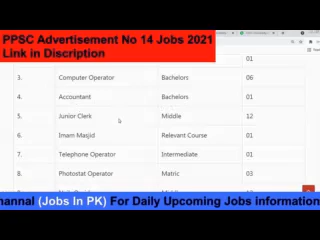 PPSC Advertisement No 14 Jobs 2021
Link in Discription
01
3. Computer Operator Bachelors 06
4. Accountant Bachelors 01
5. Junior Clerk Middle 12
6. Imam Masjid Relevant Course 01
7. Telephone Operator Intermediate 01
8. Photostat Operator Matric 03
hannal (Jobs In PK) For Daily Upcoming Jobs information